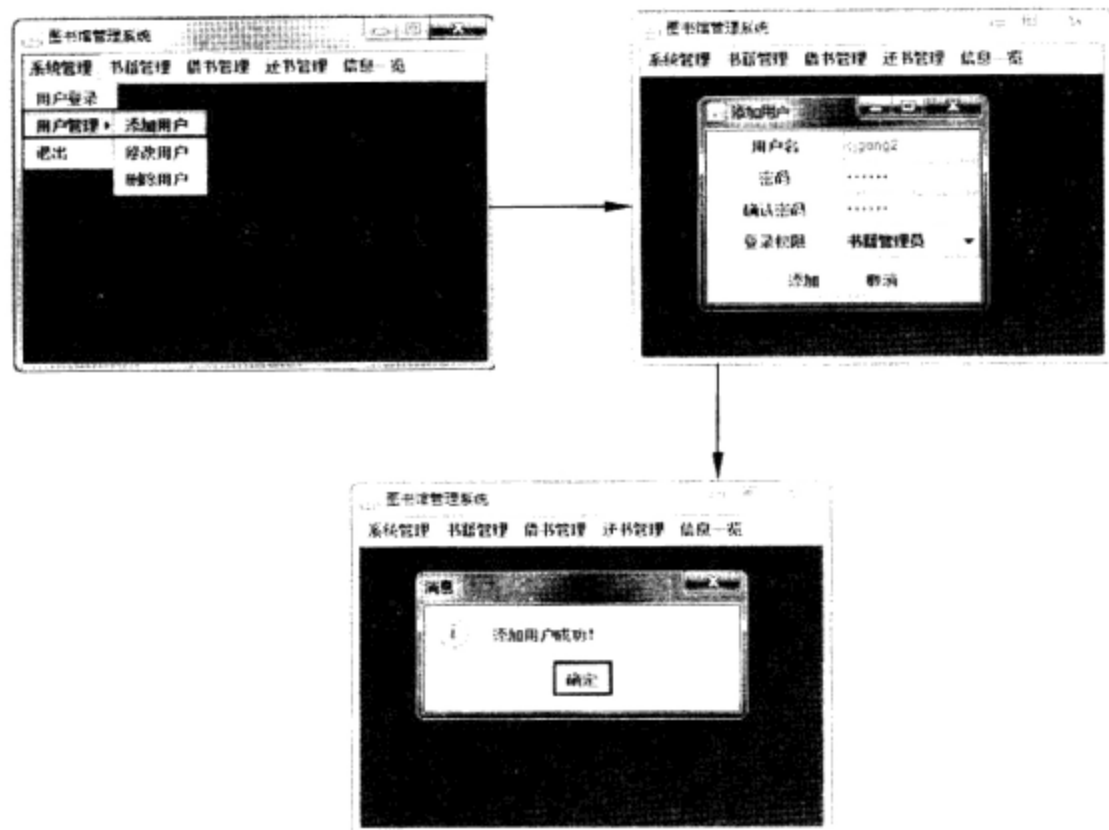 图书馆管理系统
系统管理 书籍管理 借书管理 还书管理 信息一览
用户登录
用户管理 添加用户
退出 修改用户
删除用户
图书馆管理系统
系统管理 书籍管理 借书管理 还书管理 信息一览
添加用户
用户名
密码 ······
确认密码 ······
登录权限 书籍管理员
添加 取消
图书馆管理系统
系统管理 书籍管理 借书管理 还书管理 信息一览
消息
i 添加用户成功!
确定